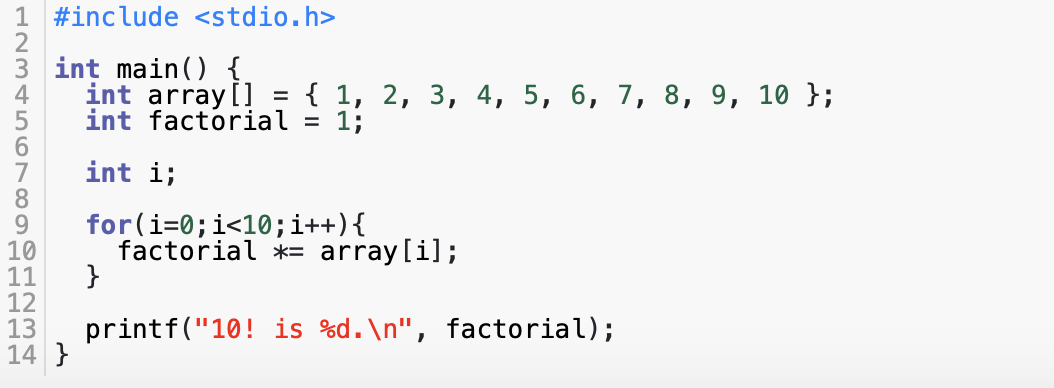 1 #include <stdio.h>
2
3 int main() {
4   int array[] = { 1, 2, 3, 4, 5, 6, 7, 8, 9, 10 };
5   int factorial = 1;
6
7   int i;
8
9   for(i=0;i<10;i++){
10     factorial *= array[i];
11   }
12
13   printf("10! is %d.\n", factorial);
14 }